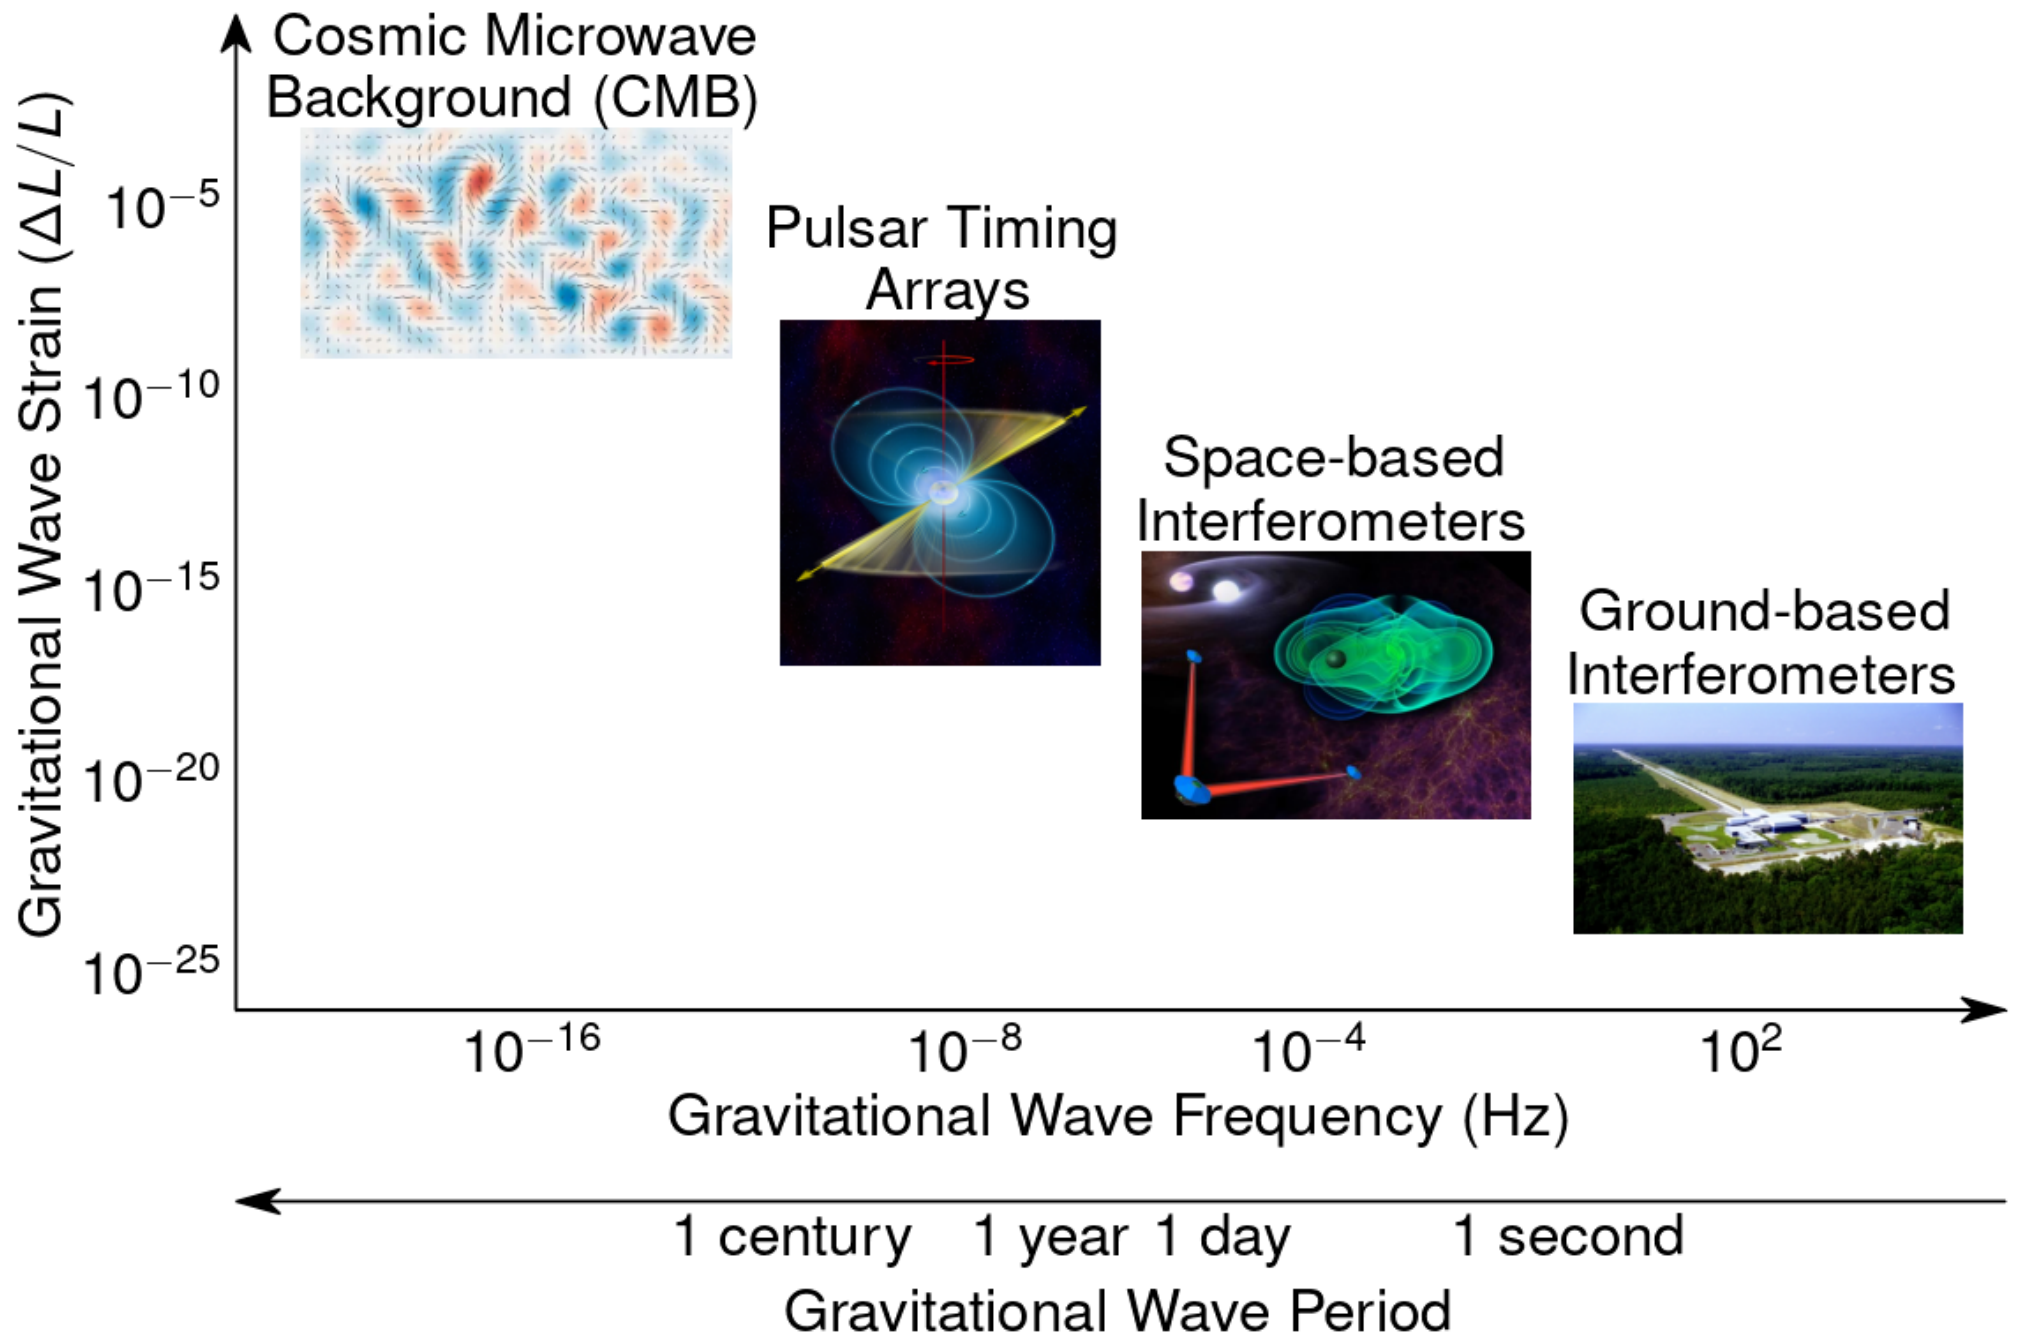 Cosmic Microwave
Background (CMB)
Pulsar Timing
Arrays
Space-based
Interferometers
Ground-based
Interferometers
Gravitational Wave Strain (ΔL/L)
10⁻⁵
10⁻¹⁰
10⁻¹⁵
10⁻²⁰
10⁻²⁵
10⁻¹⁶ 10⁻⁸ 10⁻⁴ 10²
Gravitational Wave Frequency (Hz)
1 century 1 year 1 day 1 second
Gravitational Wave Period